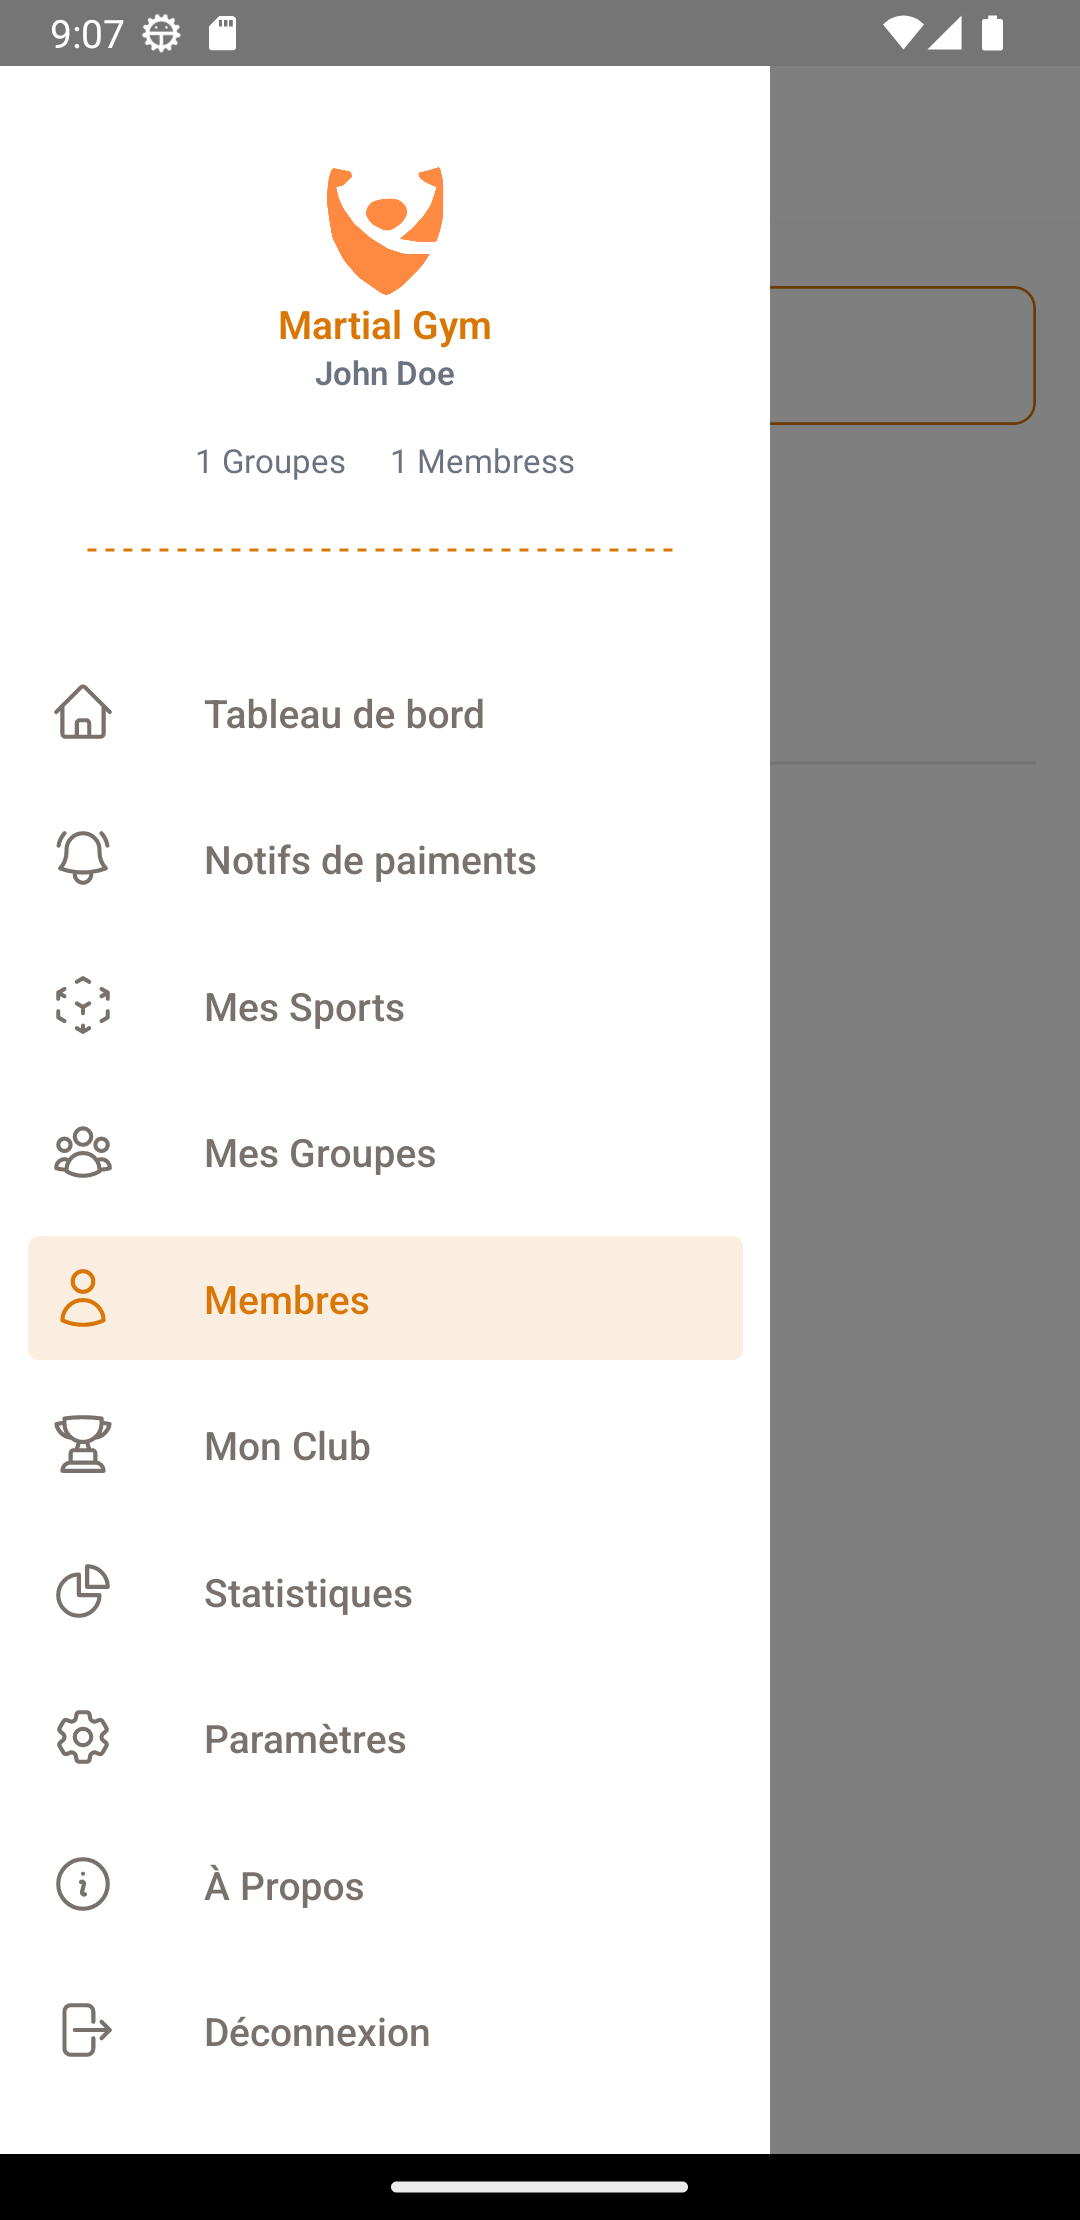 9:07
Martial Gym
John Doe
1 Groupes 1 Membress
Tableau de bord
Notifs de paiments
Mes Sports
Mes Groupes
Membres
Mon Club
Statistiques
Paramètres
À Propos
Déconnexion